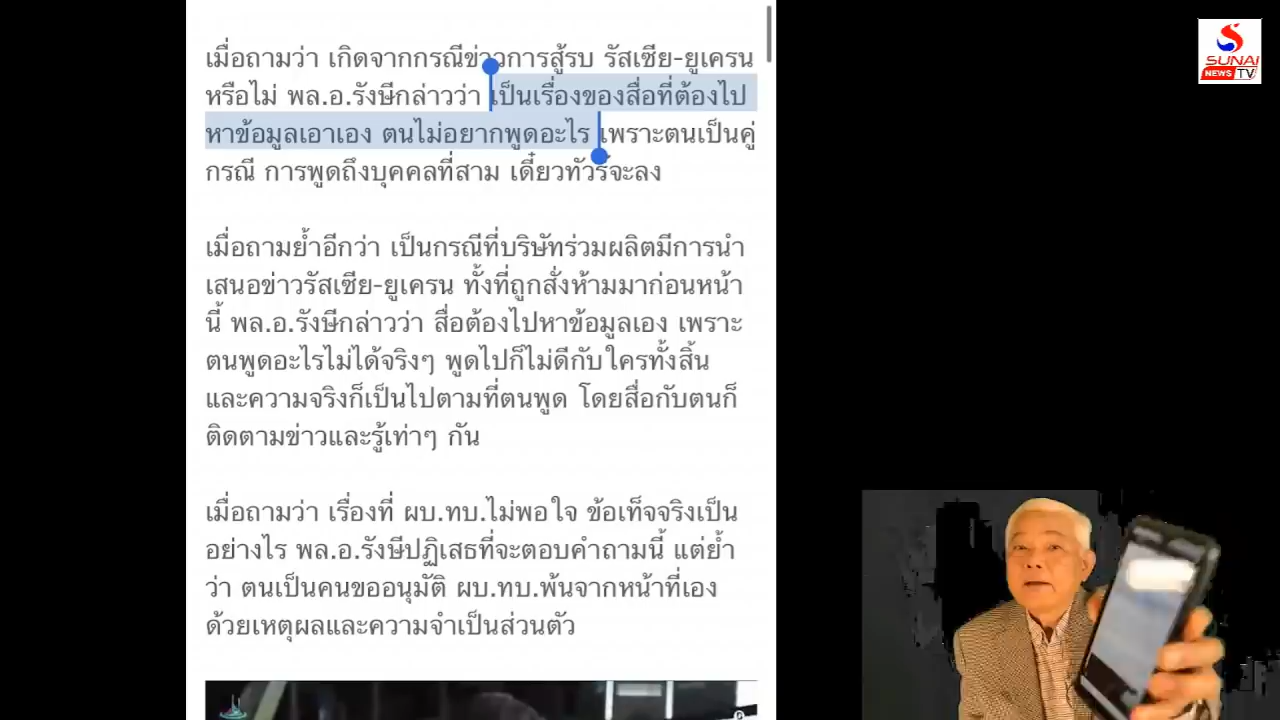 เมื่อถามว่า เกิดจากกรณีข่าวการสู้รบ รัสเซีย-ยูเครน
หรือไม่ พล.อ.รังษีกล่าวว่า เป็นเรื่องของสื่อที่ต้องไป
หาข้อมูลเอาเอง ตนไม่อยากพูดอะไร เพราะตนเป็นคู่
กรณี การพูดถึงบุคคลที่สาม เดี๋ยวทัวร์จะลง
เมื่อถามย้ำอีกว่า เป็นกรณีที่บริษัทร่วมผลิตมีการนำ
เสนอข่าวรัสเซีย-ยูเครน ทั้งที่ถูกสั่งห้ามมาก่อนหน้า
นี้ พล.อ.รังษีกล่าวว่า สื่อต้องไปหาข้อมูลเอง เพราะ
ตนพูดอะไรไม่ได้จริงๆ พูดไปก็ไม่ดีกับใครทั้งสิ้น
และความจริงก็เป็นไปตามที่ตนพูด โดยสื่อกับตนก็
ติดตามข่าวและรู้เท่าๆ กัน
เมื่อถามว่า เรื่องที่ ผบ.ทบ.ไม่พอใจ ข้อเท็จจริงเป็น
อย่างไร พล.อ.รังษีปฏิเสธที่จะตอบคำถามนี้ แต่ย้ำ
ว่า ตนเป็นคนขออนุมัติ ผบ.ทบ.พ้นจากหน้าที่เอง
ด้วยเหตุผลและความจำเป็นส่วนตัว
SUNAI
NEWS TV